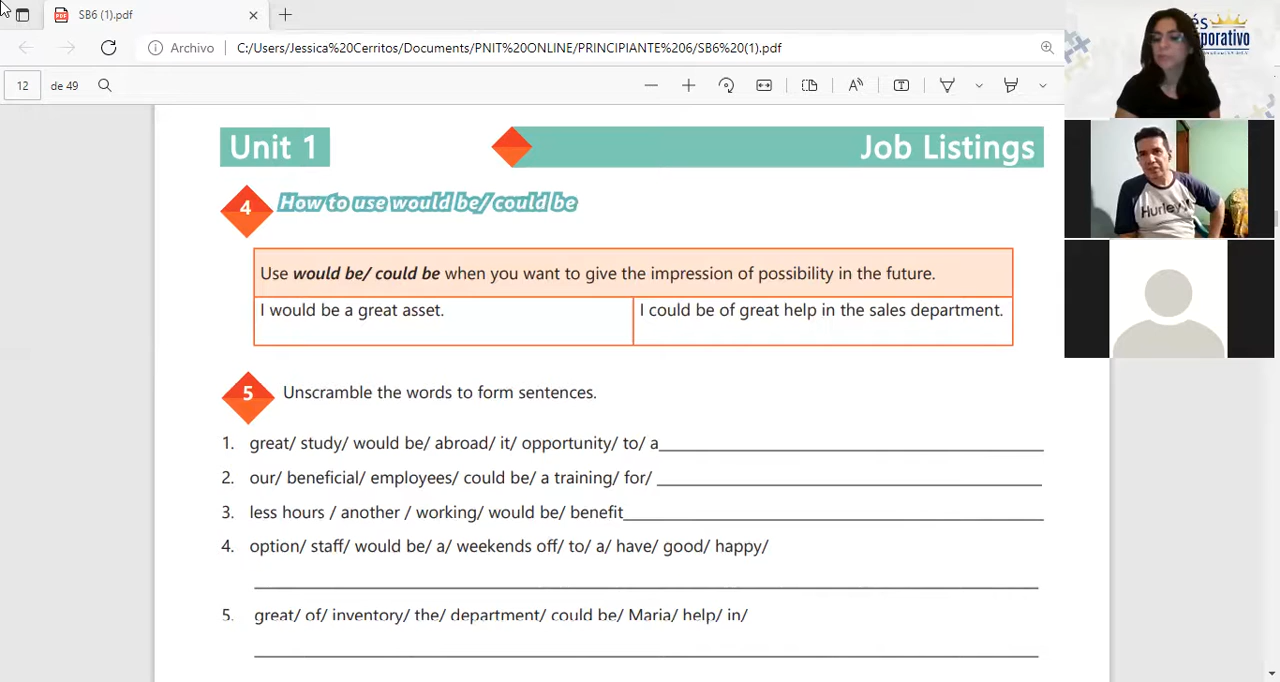 SB6 (1).pdf
Archivo
C:/Users/Jessica%20Cerritos/Documents/PNIT%20ONLINE/PRINCIPIANTE%206/SB6%20(1).pdf
12 de 49
Unit 1
Job Listings
4 How to use would be/ could be
Use would be/ could be when you want to give the impression of possibility in the future.
I would be a great asset.
I could be of great help in the sales department.
5 Unscramble the words to form sentences.
1. great/ study/ would be/ abroad/ it/ opportunity/ to/ a
2. our/ beneficial/ employees/ could be/ a training/ for/
3. less hours / another / working/ would be/ benefit
4. option/ staff/ would be/ a/ weekends off/ to/ a/ have/ good/ happy/
5. great/ of/ inventory/ the/ department/ could be/ Maria/ help/ in/
Hurley